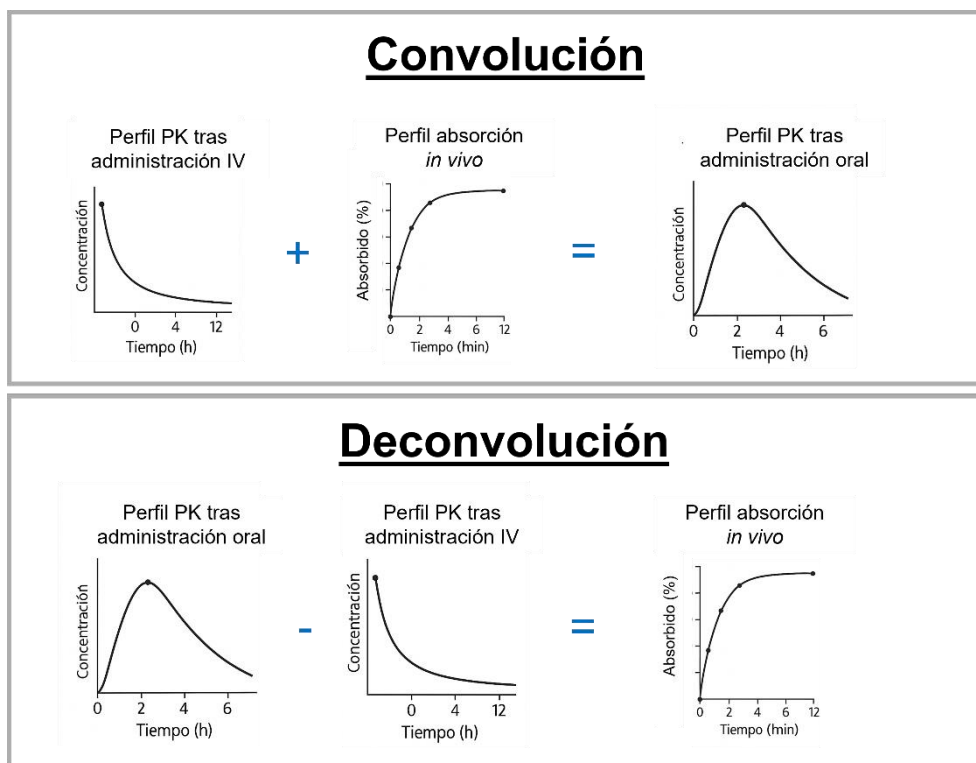 Convolución
Perfil PK tras
administración IV
Concentración
0 4 12
Tiempo (h)
+
Perfil absorción
in vivo
Absorbido (%)
0 2 4 6 12
Tiempo (min)
=
Perfil PK tras
administración oral
Concentración
0 2 4 6
Tiempo (h)
Deconvolución
Perfil PK tras
administración oral
Concentración
0 2 4 6
Tiempo (h)
-
Perfil PK tras
administración IV
Concentración
0 4 12
Tiempo (h)
=
Perfil absorción
in vivo
Absorbido (%)
0 2 4 6 12
Tiempo (min)